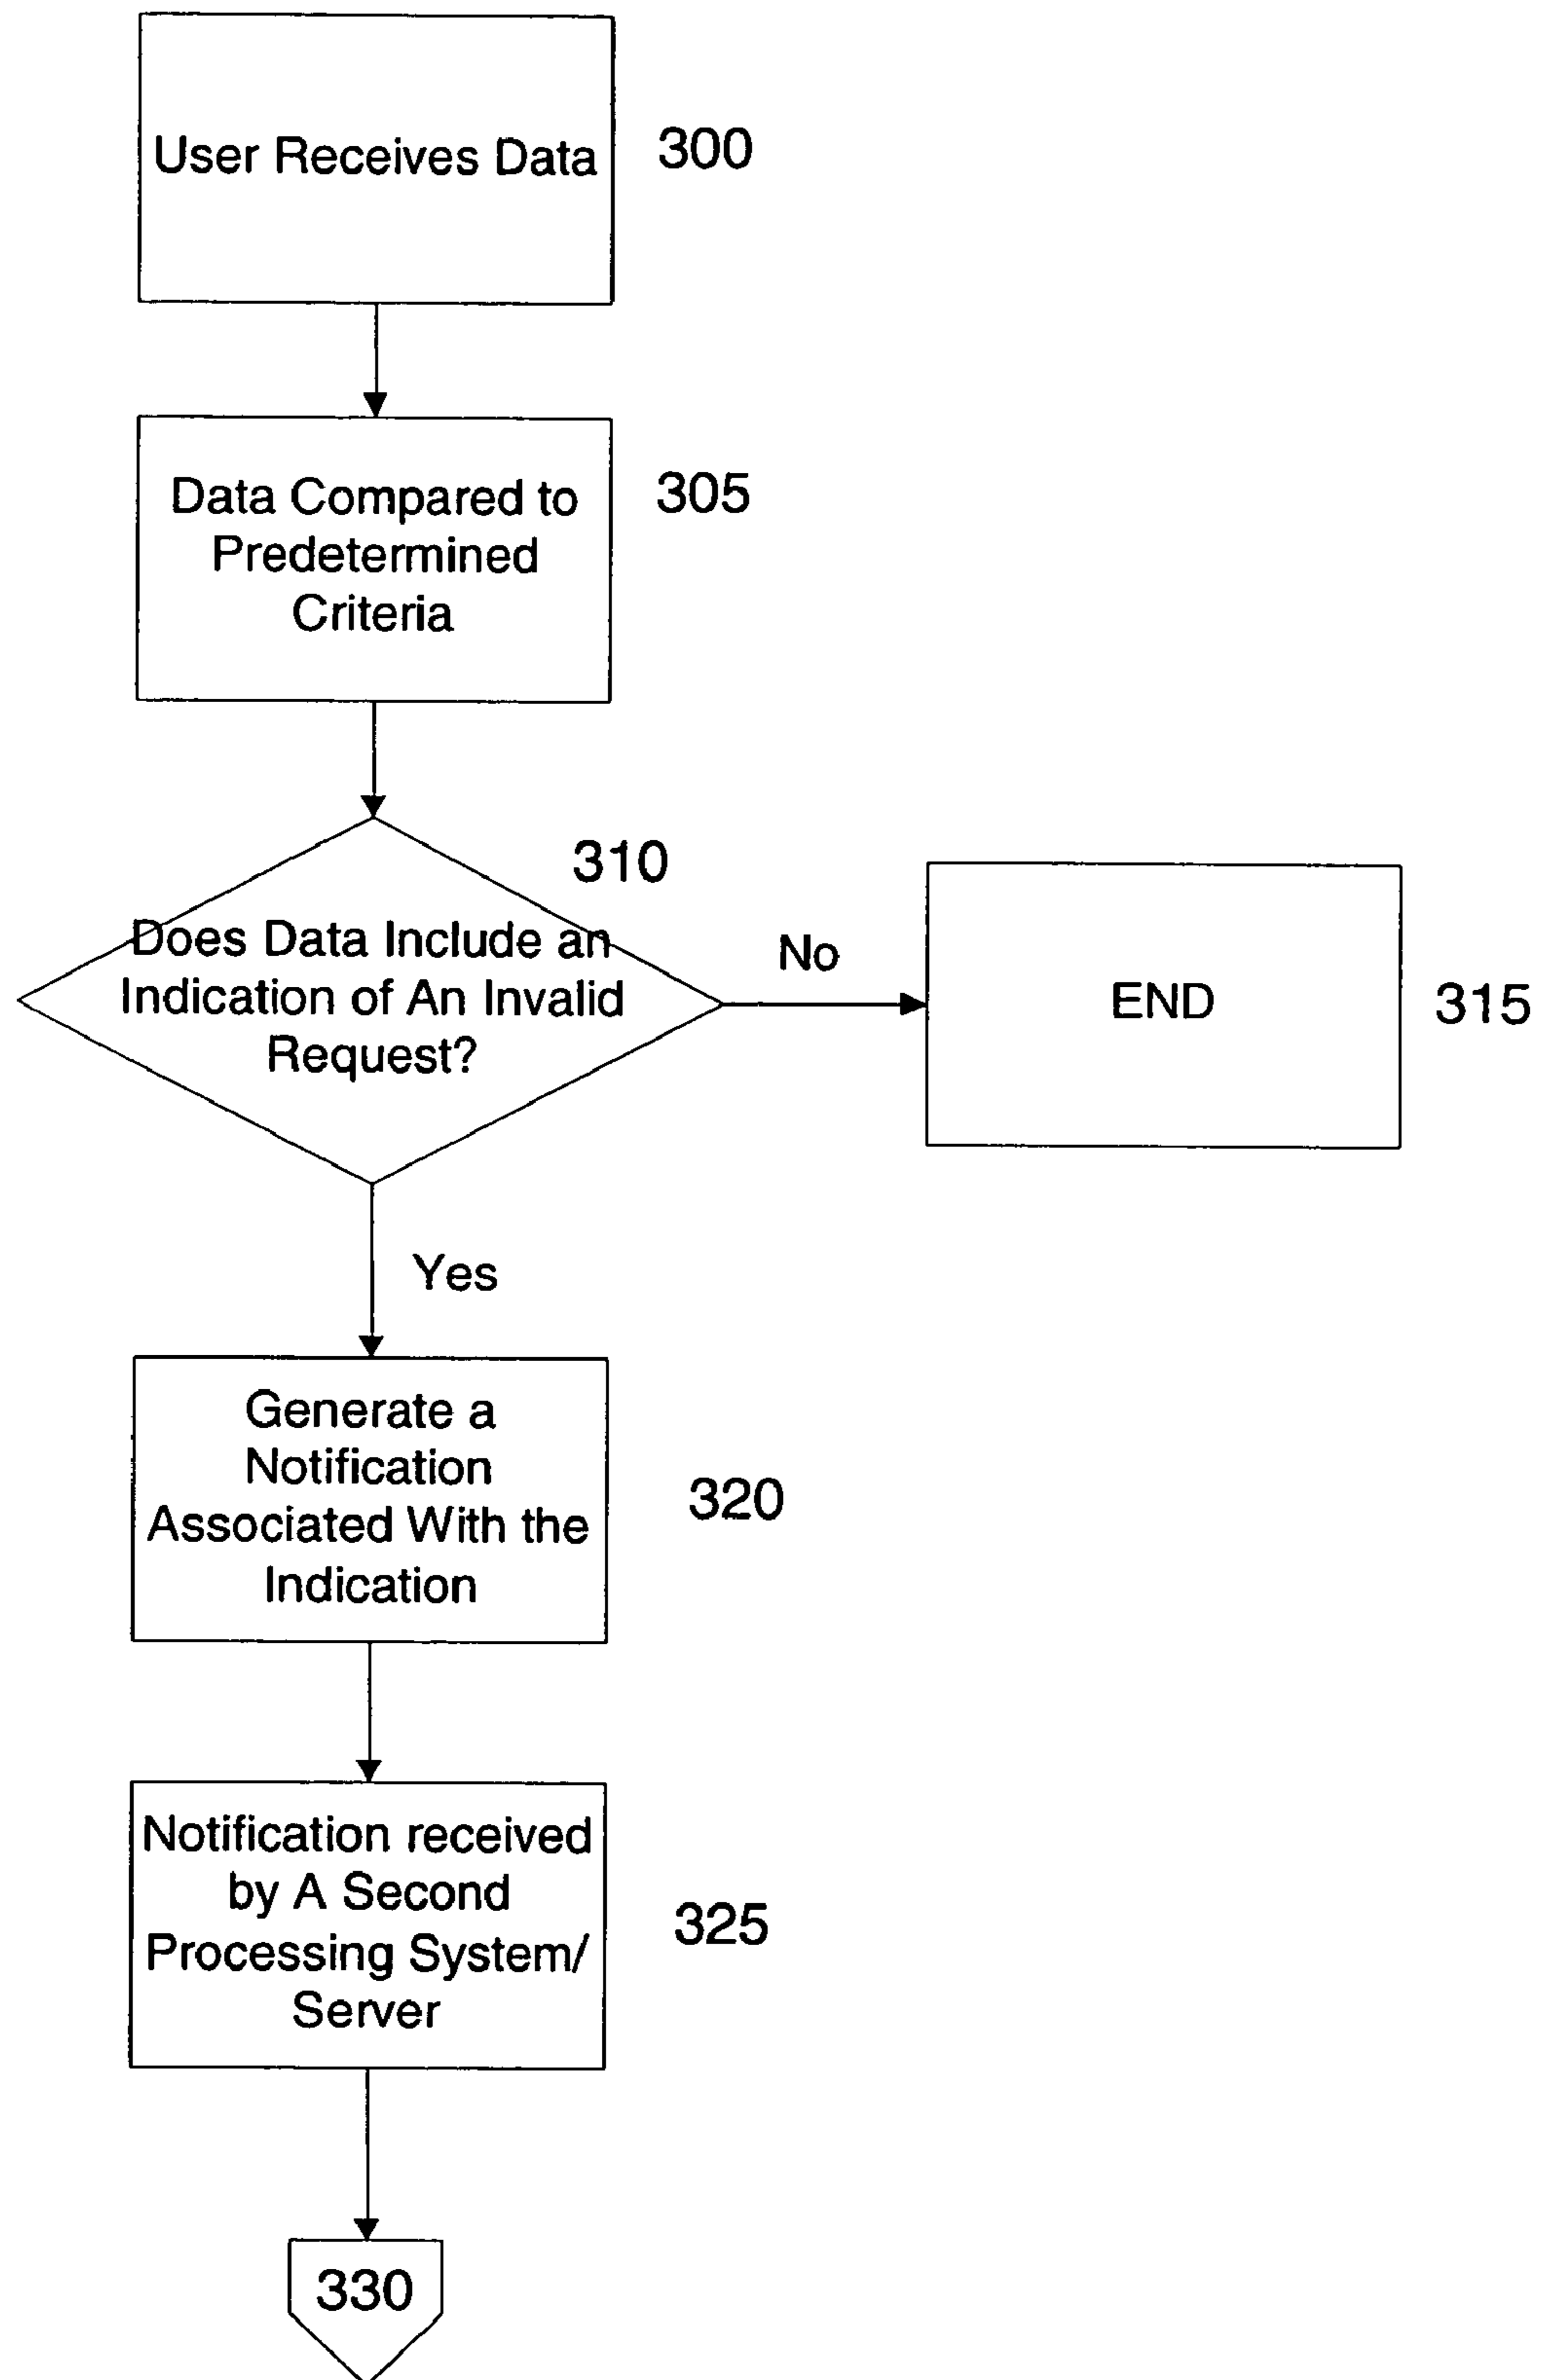 User Receives Data
300
Data Compared to
Predetermined
Criteria
305
310
Does Data Include an
Indication of An Invalid
Request?
No
END
315
Yes
Generate a
Notification
Associated With the
Indication
320
Notification received
by A Second
Processing System/
Server
325
330